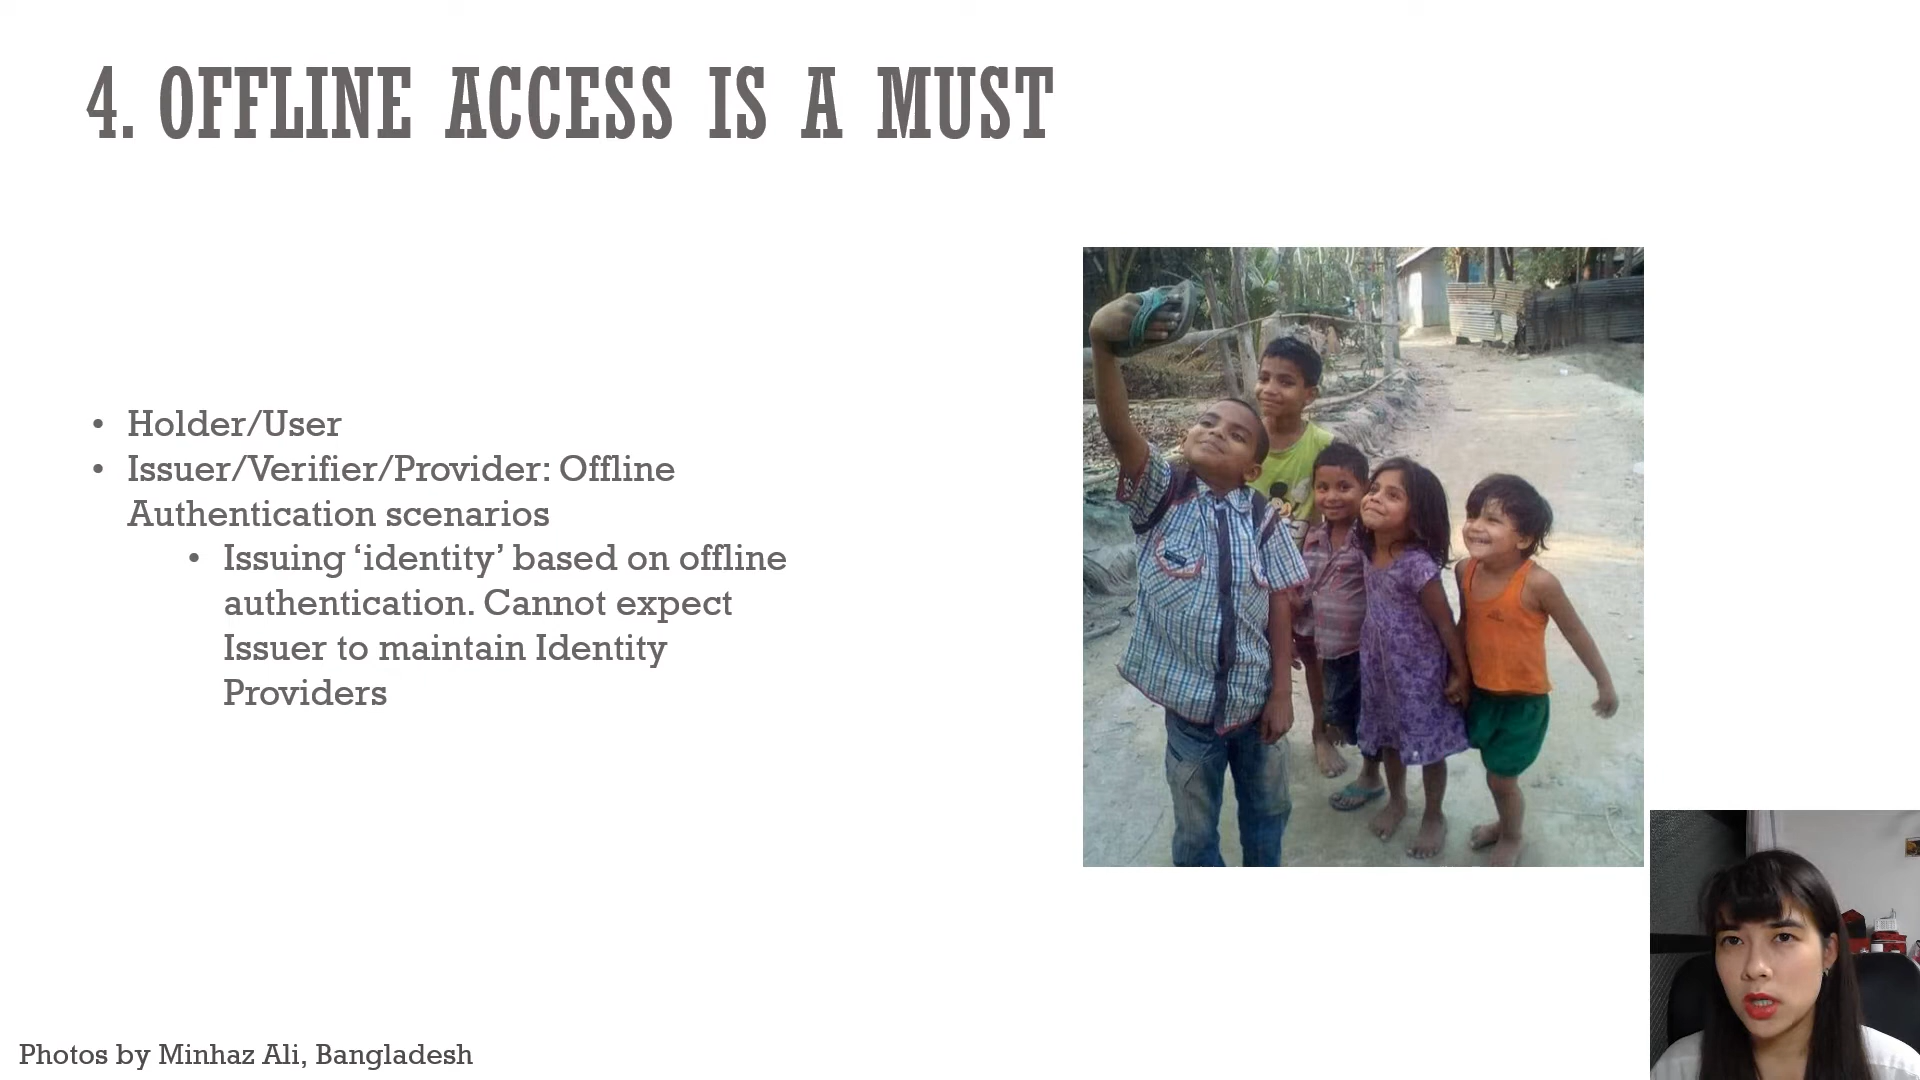 4. OFFLINE ACCESS IS A MUST
• Holder/User
• Issuer/Verifier/Provider: Offline
Authentication scenarios
• Issuing ‘identity’ based on offline
authentication. Cannot expect
Issuer to maintain Identity
Providers
Photos by Minhaz Ali, Bangladesh